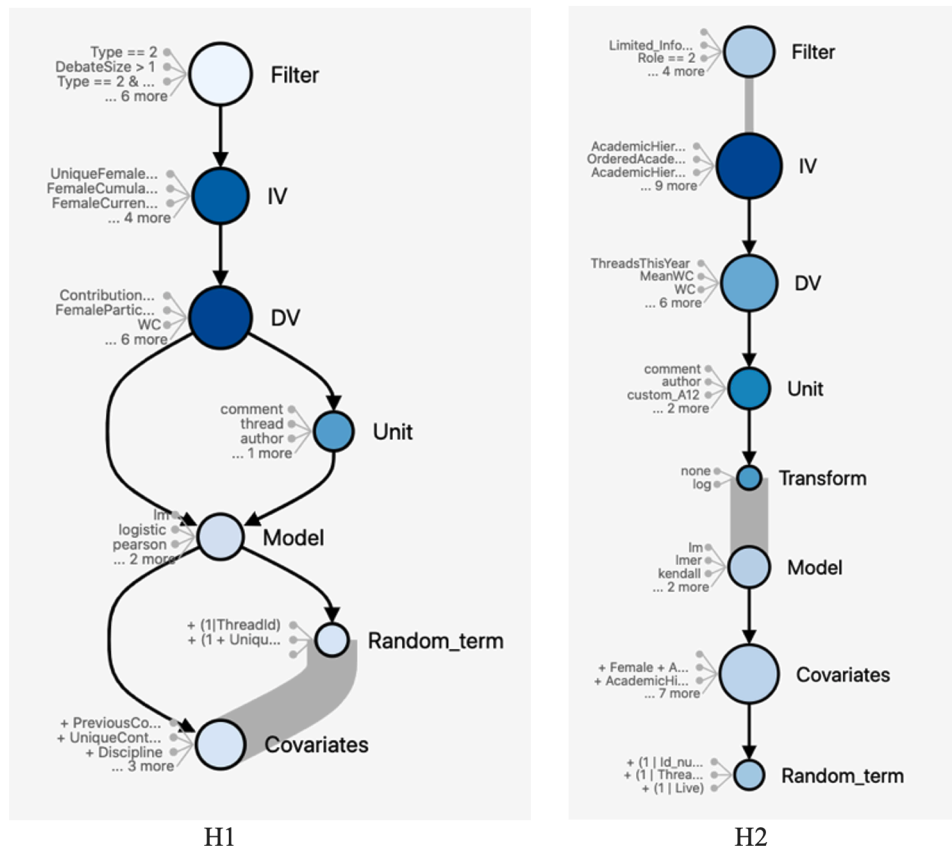 Type == 2
DebateSize > 1
Type == 2 & ...
... 6 more
Filter
UniqueFemale...
FemaleCumula...
FemaleCurren...
... 4 more
IV
Contribution...
FemalePartic...
WC
... 6 more
DV
comment
thread
author
... 1 more
Unit
lm
logistic
pearson
... 2 more
Model
+ (1|ThreadId)
+ (1 + Uniqu...
Random_term
+ PreviousCo...
+ UniqueCont...
+ Discipline
... 3 more
Covariates
H1
Limited_Info...
Role == 2
... 4 more
Filter
AcademicHier...
OrderedAcade...
AcademicHier...
... 9 more
IV
ThreadsThisYear
MeanWC
WC
... 6 more
DV
comment
author
custom_A12
... 2 more
Unit
none
log
Transform
lm
lmer
kendall
... 2 more
Model
+ Female + A...
+ AcademicHi...
... 7 more
Covariates
+ (1 | Id_nu...
+ (1 | Threa...
+ (1 | Live)
Random_term
H2